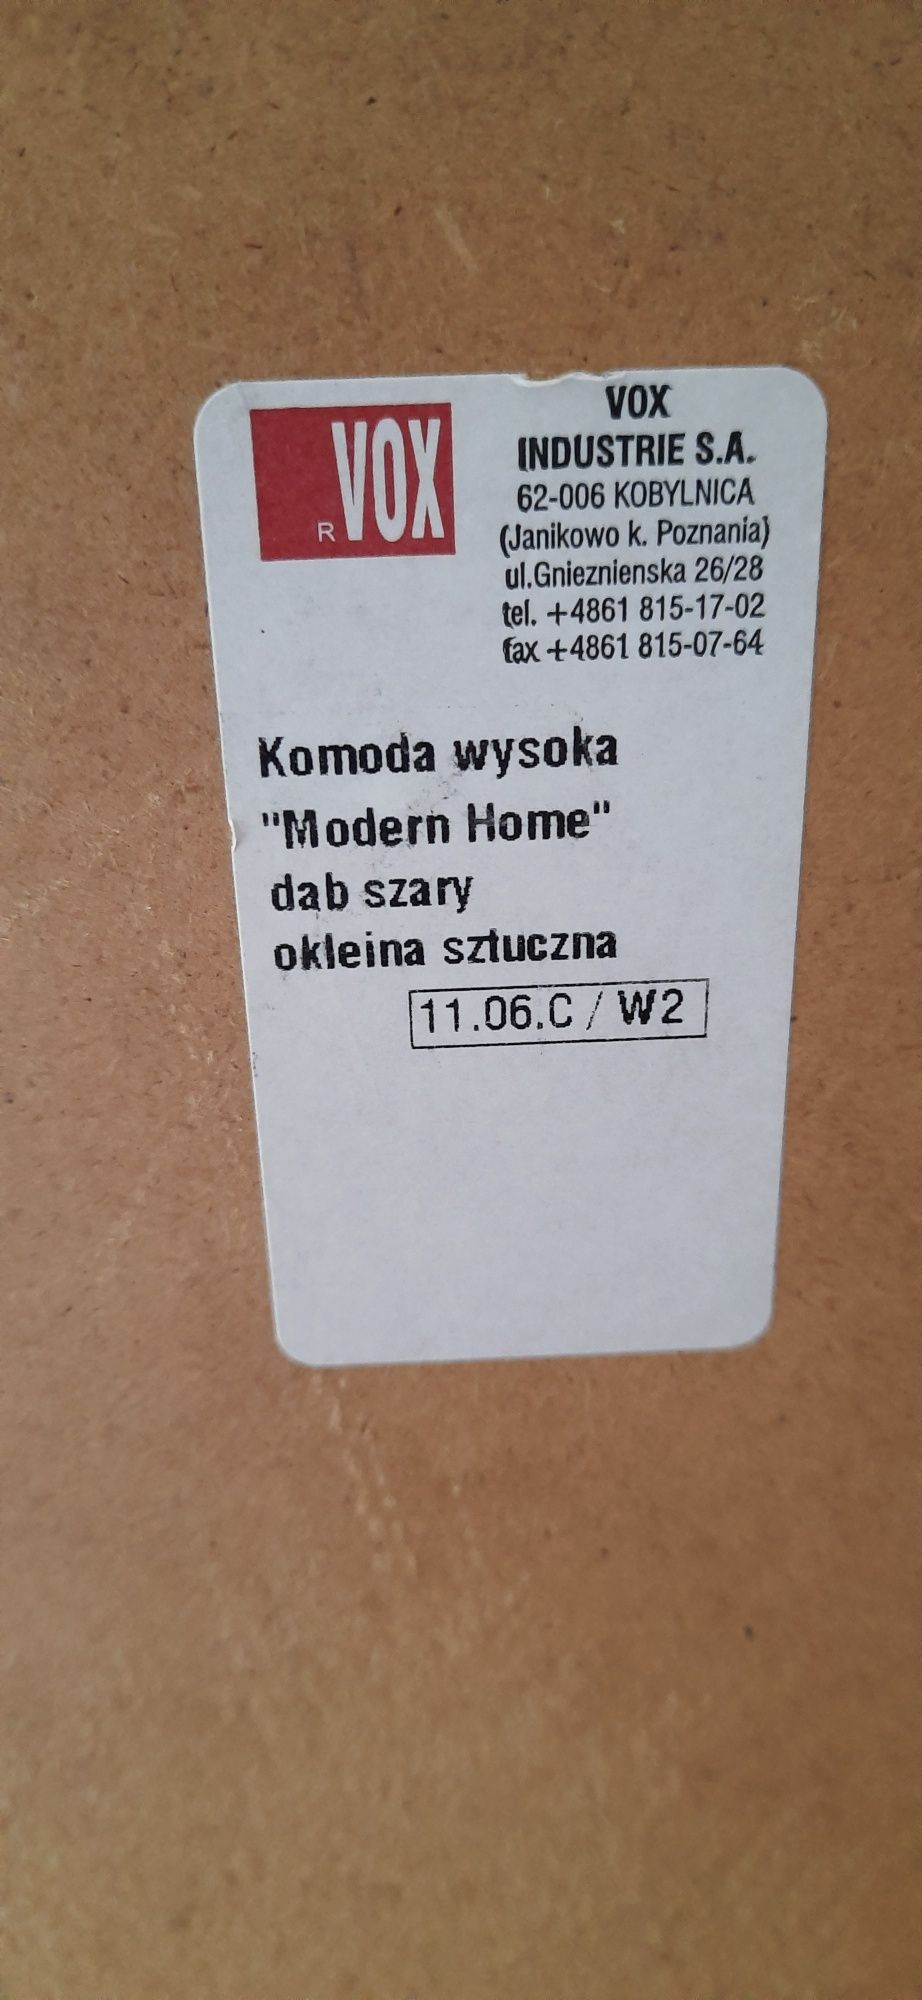 VOX
R
VOX
INDUSTRIE S.A.
62-006 KOBYLNICA
(Janikowo k. Poznania)
ul.Gnieznienska 26/28
tel. +4861 815-17-02
fax +4861 815-07-64
Komoda wysoka
"Modern Home"
dab szary
okleina sztuczna
11.06.C / W2